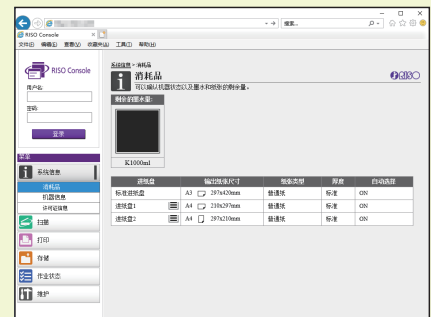 搜索...
RISO Console
文件(F) 编辑(E) 查看(V) 收藏夹(A) 工具(T) 帮助(H)
RISO Console
用户名:
密码:
登录
菜单
系统信息
消耗品
机器信息
许可证信息
扫描
打印
存储
作业状态
维护
系统信息 > 消耗品
消耗品
可以确认机器状态以及墨水和纸张的剩余量。
RISO
剩余的墨水量:
K1000ml
进纸盘 输出纸张尺寸 纸张类型 厚度 自动选择
标准进纸盘 A3 297x420mm 普通纸 标准 ON
进纸盘1 A4 210x297mm 普通纸 标准 ON
进纸盘2 A4 297x210mm 普通纸 标准 ON